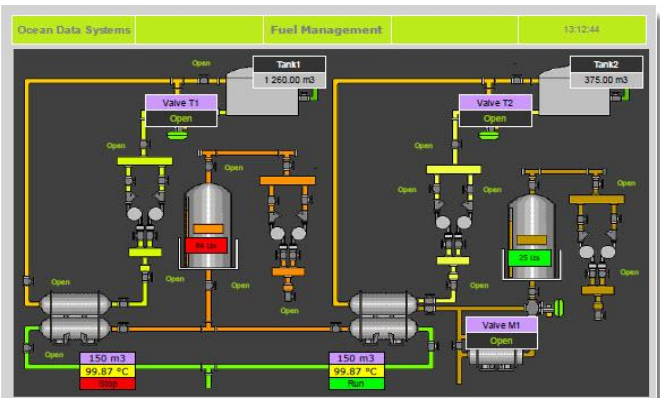 Ocean Data Systems
Fuel Management
13:12:44
Open
Tank1
1 260.00 m3
Tank2
375.00 m3
Valve T1
Open
Valve T2
Open
Open
Open
Open
Open
Open
Open
Open
25 l/s
Open
Open
Open
Open
Open
Open
Valve M1
Open
Open
150 m3
99.87 °C
Stop
150 m3
99.87 °C
Run